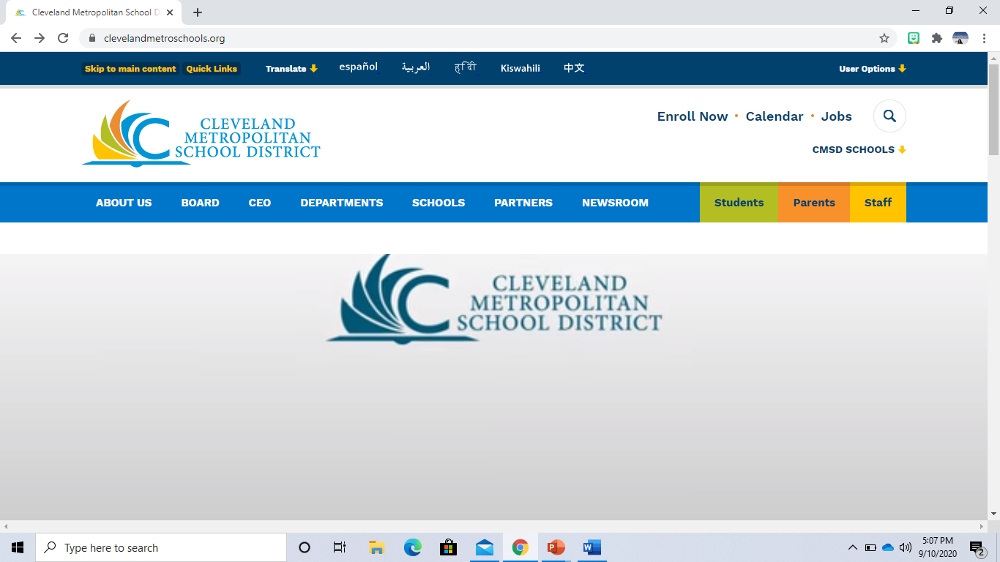 Cleveland Metropolitan School D
clevelandmetroschools.org
Skip to main content Quick Links Translate español العربية हिंदी Kiswahili 中文 User Options
CLEVELAND
METROPOLITAN
SCHOOL DISTRICT
Enroll Now • Calendar • Jobs
CMSD SCHOOLS
ABOUT US BOARD CEO DEPARTMENTS SCHOOLS PARTNERS NEWSROOM Students Parents Staff
CLEVELAND
METROPOLITAN
SCHOOL DISTRICT
Type here to search
5:07 PM
9/10/2020
2